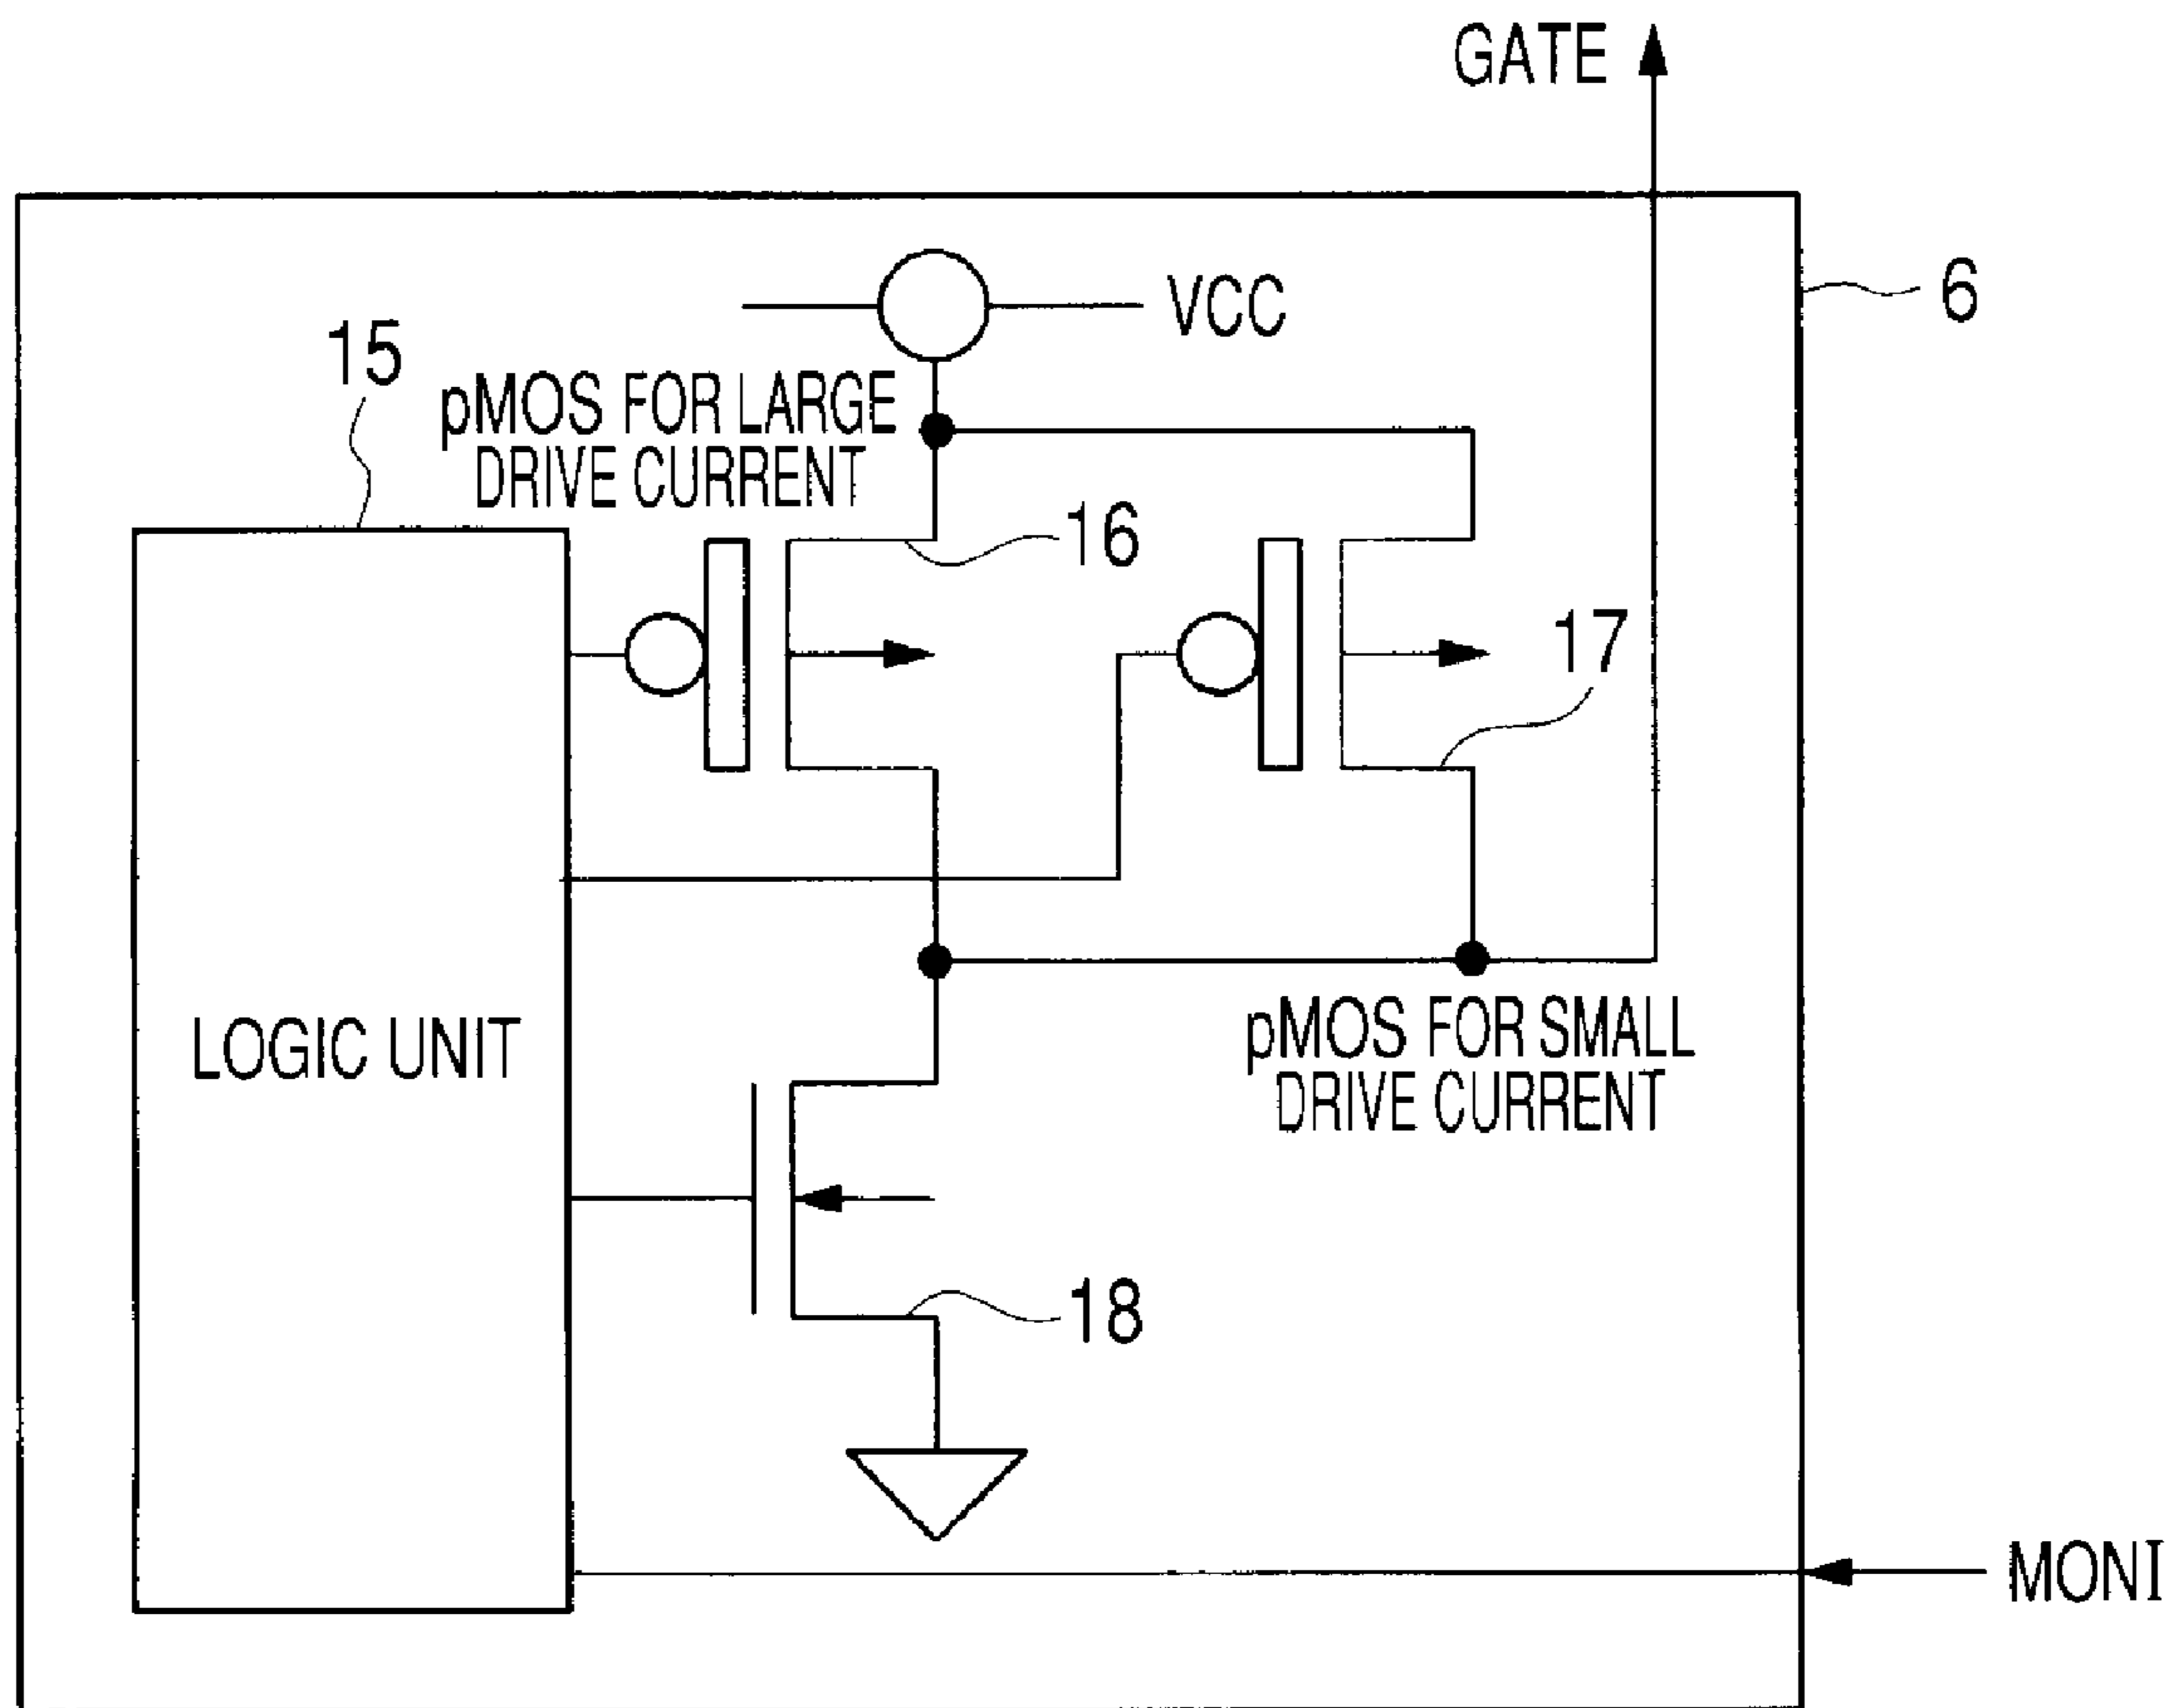 GATE
VCC
6
15
pMOS FOR LARGE
DRIVE CURRENT
16
17
LOGIC UNIT
pMOS FOR SMALL
DRIVE CURRENT
18
MONI